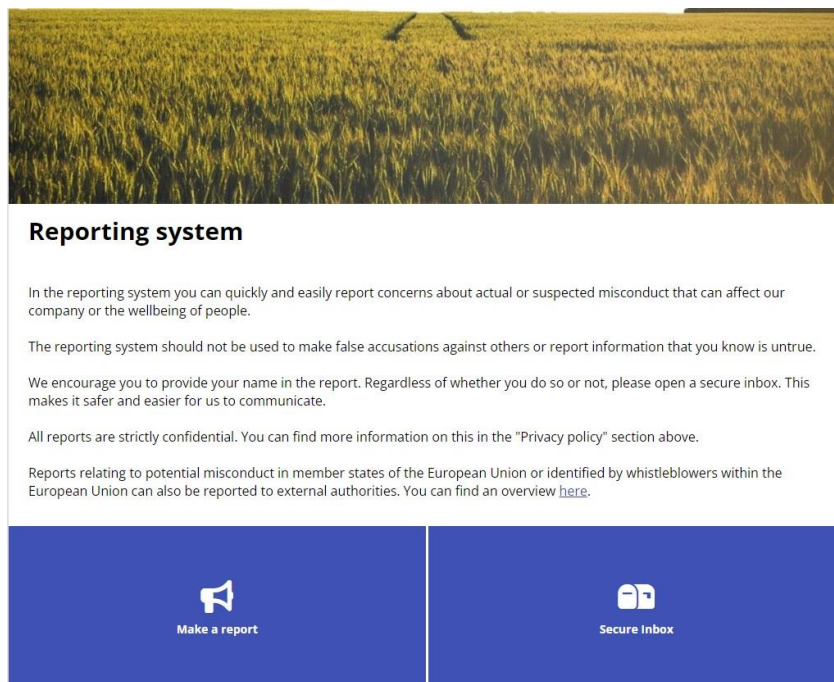 Reporting system
In the reporting system you can quickly and easily report concerns about actual or suspected misconduct that can affect our
company or the wellbeing of people.
The reporting system should not be used to make false accusations against others or report information that you know is untrue.
We encourage you to provide your name in the report. Regardless of whether you do so or not, please open a secure inbox. This
makes it safer and easier for us to communicate.
All reports are strictly confidential. You can find more information on this in the "Privacy policy" section above.
Reports relating to potential misconduct in member states of the European Union or identified by whistleblowers within the
European Union can also be reported to external authorities. You can find an overview here.
Make a report
Secure Inbox